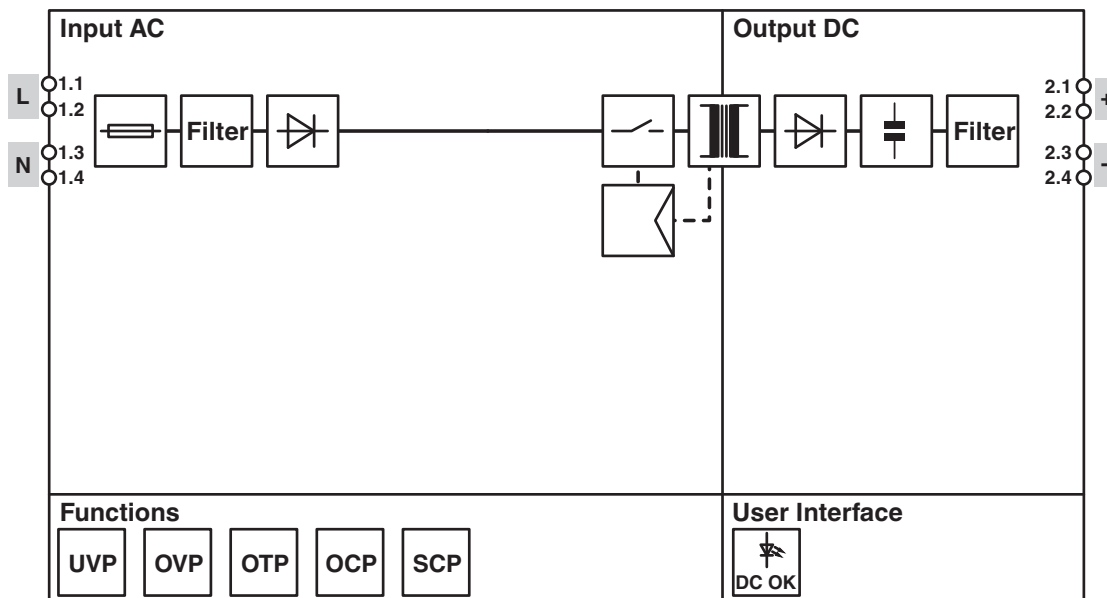 Input AC
Output DC
L
1.1
1.2
N
1.3
1.4
Filter
Filter
2.1
2.2
+
2.3
2.4
-
Functions
UVP
OVP
OTP
OCP
SCP
User Interface
DC OK